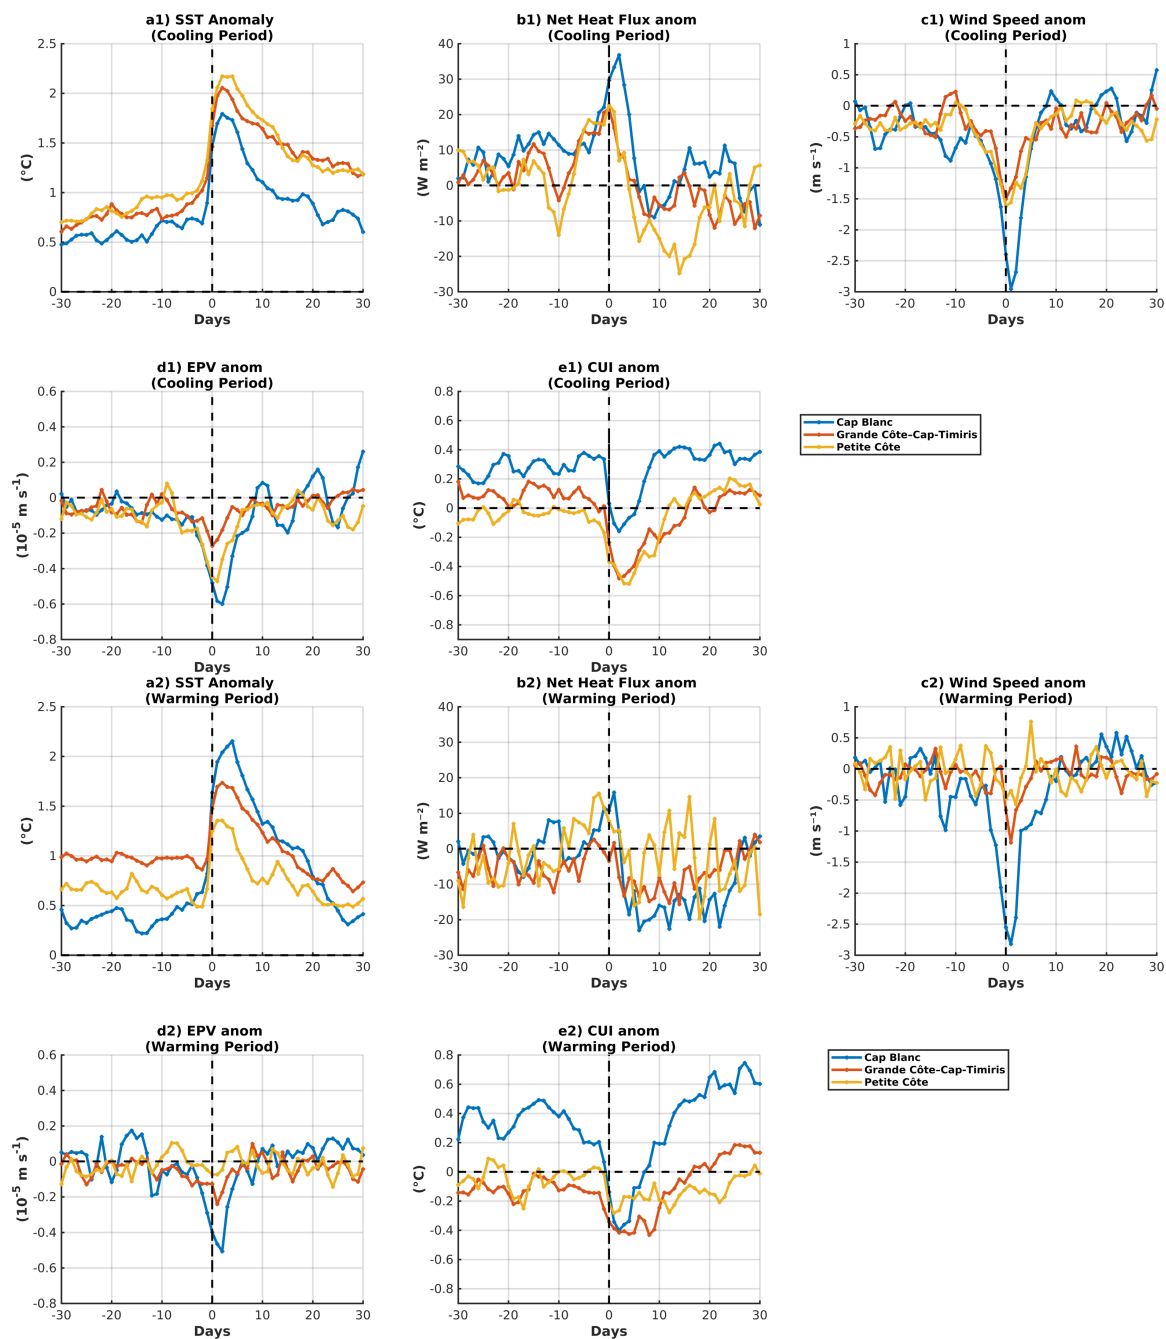 a1) SST Anomaly
(Cooling Period)
2.5
2
1.5
1
0.5
0
(°C)
-30 -20 -10 0 10 20 30
Days
b1) Net Heat Flux anom
(Cooling Period)
40
30
20
10
0
-10
-20
-30
(W m⁻²)
-30 -20 -10 0 10 20 30
Days
c1) Wind Speed anom
(Cooling Period)
1
0.5
0
-0.5
-1
-1.5
-2
-2.5
-3
(m s⁻¹)
-30 -20 -10 0 10 20 30
Days
d1) EPV anom
(Cooling Period)
0.6
0.4
0.2
0
-0.2
-0.4
-0.6
-0.8
(10⁻⁵ m s⁻¹)
-30 -20 -10 0 10 20 30
Days
e1) CUI anom
(Cooling Period)
0.8
0.6
0.4
0.2
0
-0.2
-0.4
-0.6
-0.8
(°C)
-30 -20 -10 0 10 20 30
Days
Cap Blanc
Grande Côte–Cap-Timiris
Petite Côte
a2) SST Anomaly
(Warming Period)
2.5
2
1.5
1
0.5
0
(°C)
-30 -20 -10 0 10 20 30
Days
b2) Net Heat Flux anom
(Warming Period)
40
30
20
10
0
-10
-20
-30
(W m⁻²)
-30 -20 -10 0 10 20 30
Days
c2) Wind Speed anom
(Warming Period)
1
0.5
0
-0.5
-1
-1.5
-2
-2.5
-3
(m s⁻¹)
-30 -20 -10 0 10 20 30
Days
d2) EPV anom
(Warming Period)
0.6
0.4
0.2
0
-0.2
-0.4
-0.6
-0.8
(10⁻⁵ m s⁻¹)
-30 -20 -10 0 10 20 30
Days
e2) CUI anom
(Warming Period)
0.8
0.6
0.4
0.2
0
-0.2
-0.4
-0.6
-0.8
(°C)
-30 -20 -10 0 10 20 30
Days
Cap Blanc
Grande Côte–Cap-Timiris
Petite Côte